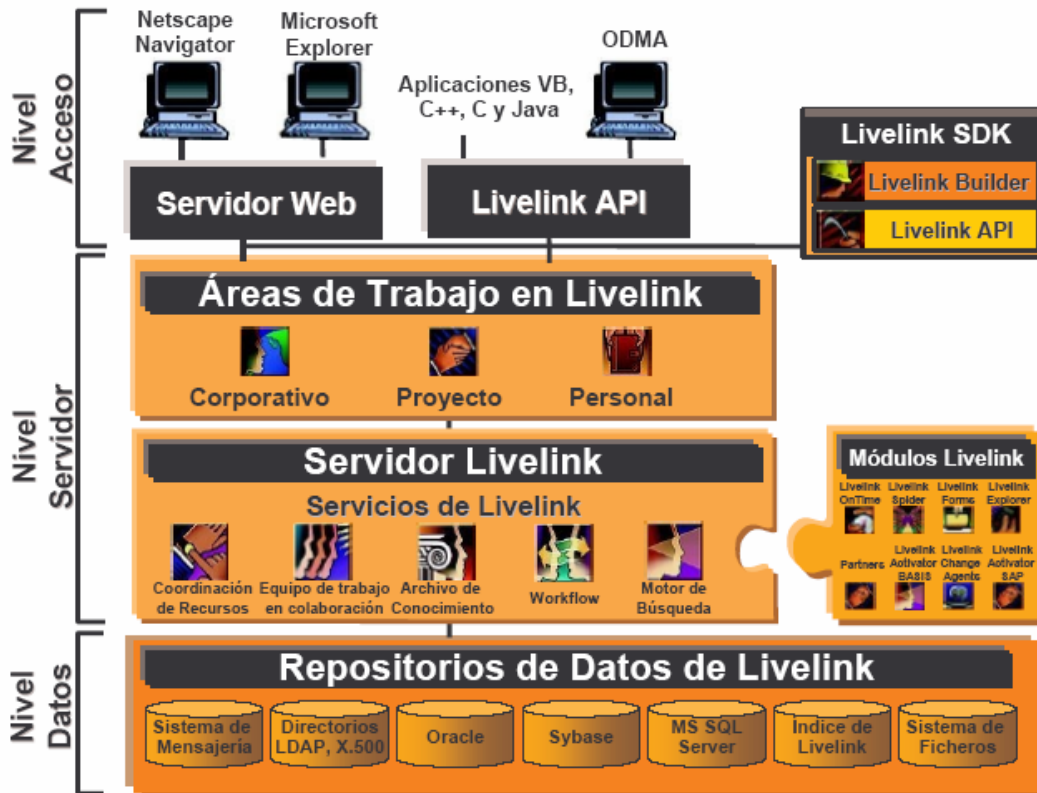 Nivel
Acceso
Netscape
Navigator
Microsoft
Explorer
Aplicaciones VB,
C++, C y Java
ODMA
Servidor Web
Livelink API
Livelink SDK
Livelink Builder
Livelink API
Nivel
Servidor
Áreas de Trabajo en Livelink
Corporativo
Proyecto
Personal
Servidor Livelink
Servicios de Livelink
Coordinación
de Recursos
Equipo de trabajo
en colaboración
Archivo de
Conocimiento
Workflow
Motor de
Búsqueda
Módulos Livelink
Livelink
OnTime
Livelink
Spider
Livelink
Forms
Livelink
Explorer
Partners
Livelink
Activator
BASIS
Livelink
Change
Agents
Livelink
Activator
SAP
Nivel
Datos
Repositorios de Datos de Livelink
Sistema de
Mensajería
Directorios
LDAP, X.500
Oracle
Sybase
MS SQL
Server
Índice de
Livelink
Sistema de
Ficheros